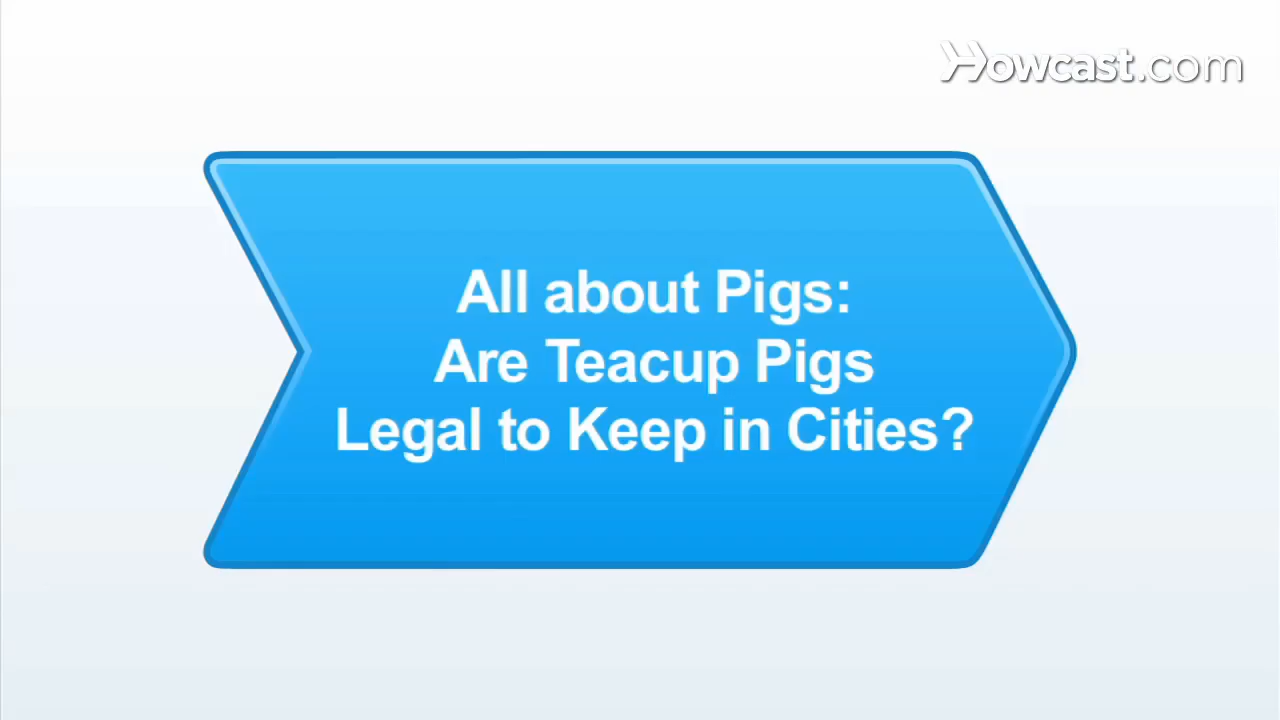 Howcast.com
All about Pigs:
Are Teacup Pigs
Legal to Keep in Cities?